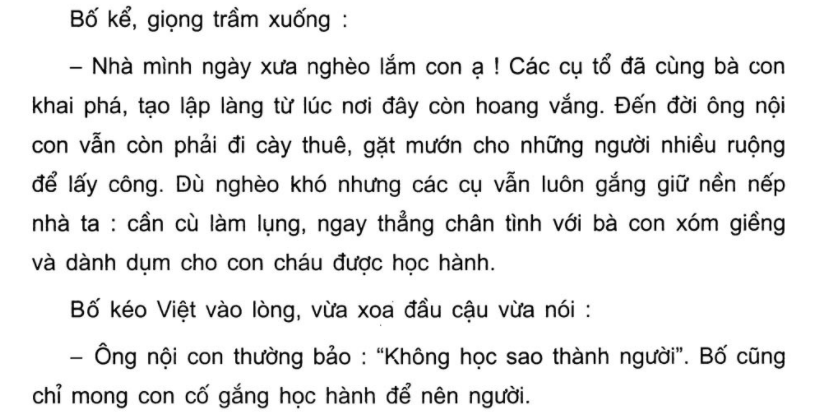 Bố kể, giọng trầm xuống :
– Nhà mình ngày xưa nghèo lắm con ạ ! Các cụ tổ đã cùng bà con
khai phá, tạo lập làng từ lúc nơi đây còn hoang vắng. Đến đời ông nội
con vẫn còn phải đi cày thuê, gặt mướn cho những người nhiều ruộng
để lấy công. Dù nghèo khó nhưng các cụ vẫn luôn gắng giữ nền nếp
nhà ta : cần cù làm lụng, ngay thẳng chân tình với bà con xóm giềng
và dành dụm cho con cháu được học hành.
Bố kéo Việt vào lòng, vừa xoa đầu cậu vừa nói :
– Ông nội con thường bảo : “Không học sao thành người”. Bố cũng
chỉ mong con cố gắng học hành để nên người.